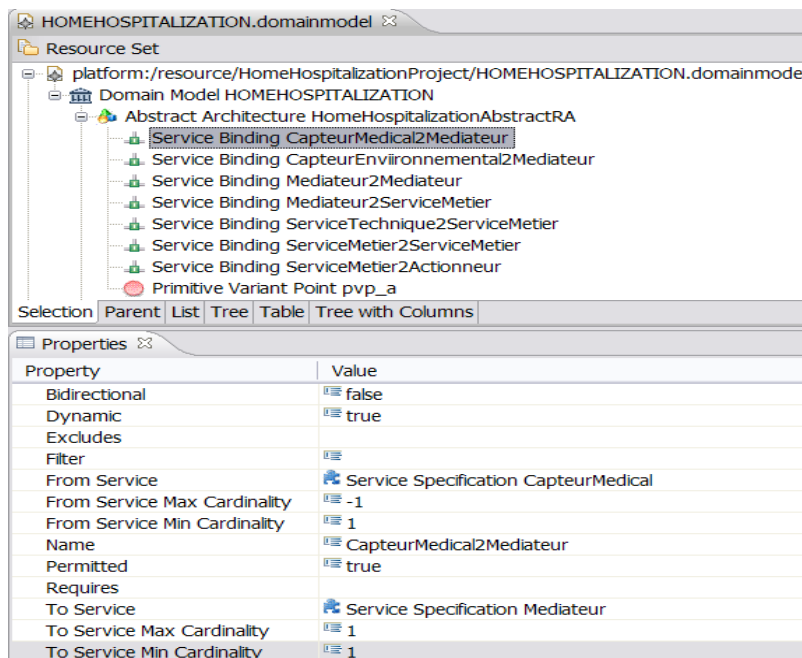 HOMEHOSPITALIZATION.domainmodel
Resource Set
platform:/resource/HomeHospitalizationProject/HOMEHOSPITALIZATION.domainmode
Domain Model HOMEHOSPITALIZATION
Abstract Architecture HomeHospitalizationAbstractRA
Service Binding CapteurMedical2Mediateur
Service Binding CapteurEnviironnemental2Mediateur
Service Binding Mediateur2Mediateur
Service Binding Mediateur2ServiceMetier
Service Binding ServiceTechnique2ServiceMetier
Service Binding ServiceMetier2ServiceMetier
Service Binding ServiceMetier2Actionneur
Primitive Variant Point pvp_a
Selection Parent List Tree Table Tree with Columns
Properties
Property Value
Bidirectional false
Dynamic true
Excludes
Filter
From Service Service Specification CapteurMedical
From Service Max Cardinality -1
From Service Min Cardinality 1
Name CapteurMedical2Mediateur
Permitted true
Requires
To Service Service Specification Mediateur
To Service Max Cardinality 1
To Service Min Cardinality 1